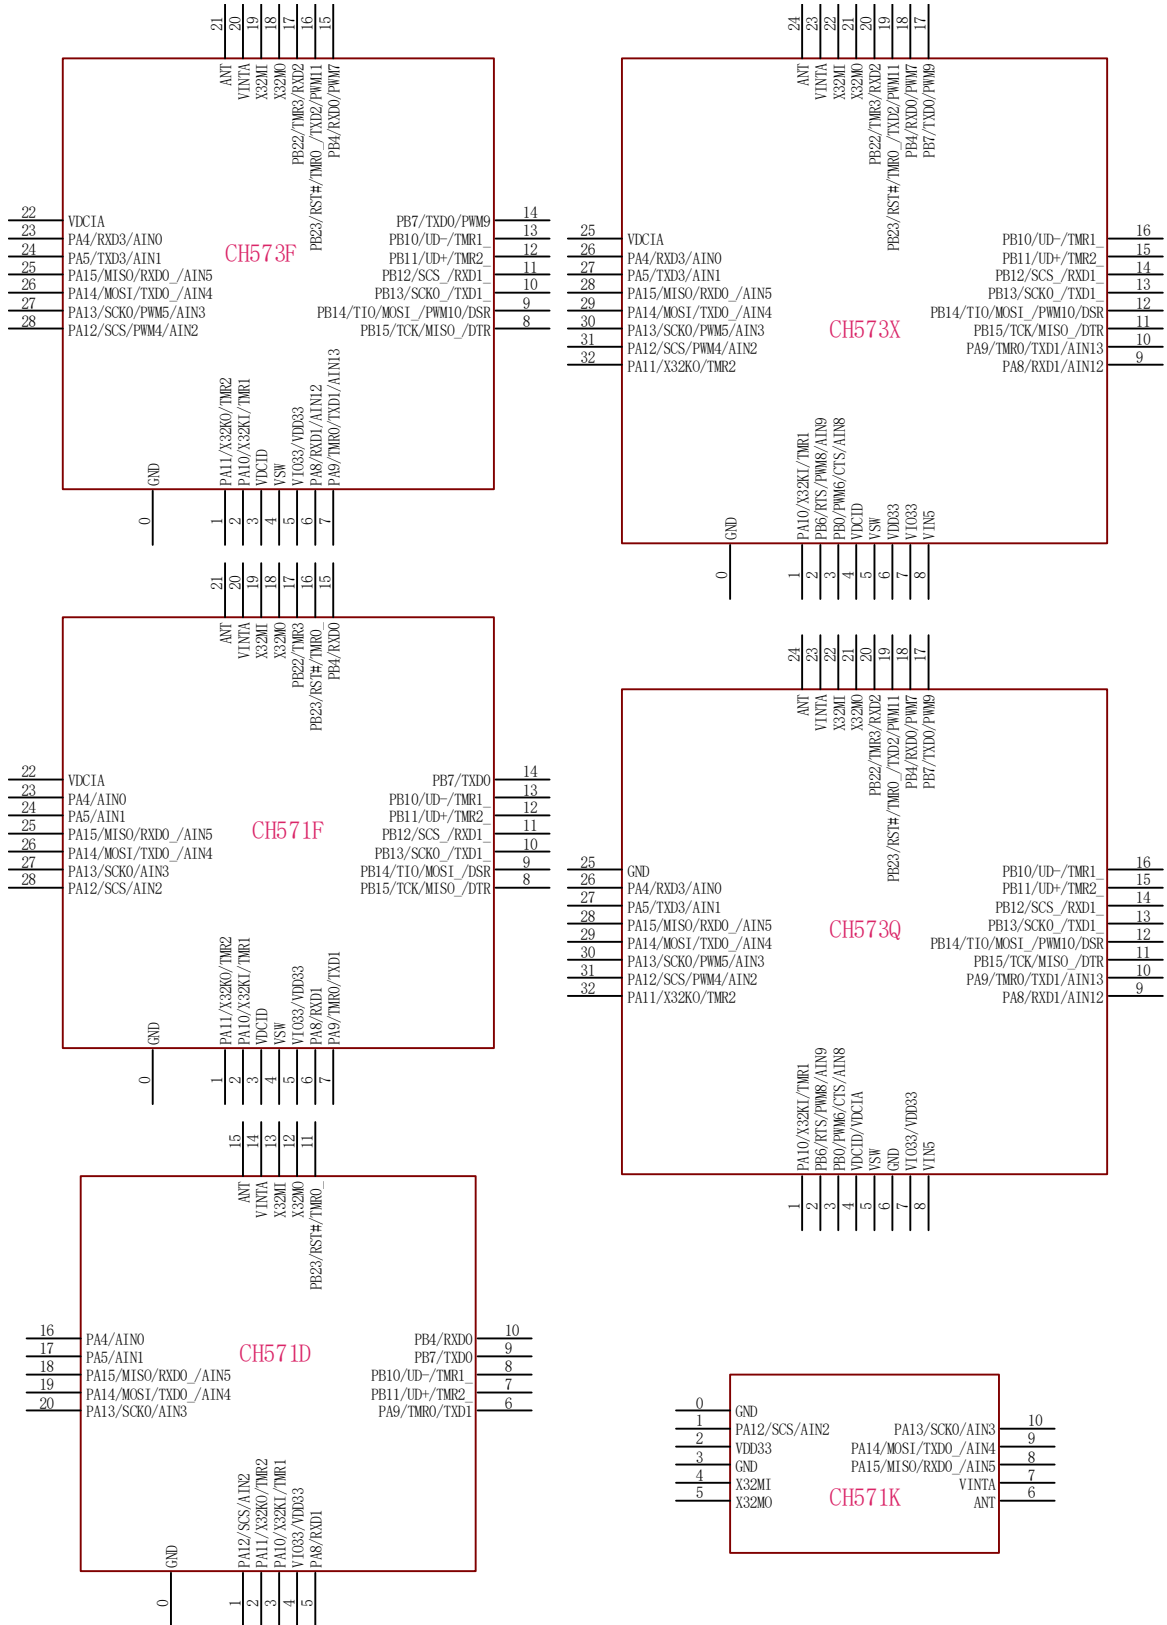 21 20 19 18 17 16 15
ANT
VINTA
X32MI
X32MO
PB22/TMR3/RXD2
PB23/RST#/TMR0_/TXD2/PWM11
PB4/RXD0/PWM7
22 VDCIA
23 PA4/RXD3/AIN0
24 PA5/TXD3/AIN1
25 PA15/MISO/RXD0_/AIN5
26 PA14/MOSI/TXD0_/AIN4
27 PA13/SCK0/PWM5/AIN3
28 PA12/SCS/PWM4/AIN2
CH573F
PB7/TXD0/PWM9 14
PB10/UD-/TMR1_ 13
PB11/UD+/TMR2_ 12
PB12/SCS_/RXD1_ 11
PB13/SCK0_/TXD1_ 10
PB14/TIO/MOSI_/PWM10/DSR 9
PB15/TCK/MISO_/DTR 8
GND
PA11/X32KO/TMR2
PA10/X32KI/TMR1
VDCID
VSW
VIO33/VDD33
PA8/RXD1/AIN12
PA9/TMR0/TXD1/AIN13
0 1 2 3 4 5 6 7
24 23 22 21 20 19 18 17
ANT
VINTA
X32MI
X32MO
PB22/TMR3/RXD2
PB23/RST#/TMR0_/TXD2/PWM11
PB4/RXD0/PWM7
PB7/TXD0/PWM9
25 VDCIA
26 PA4/RXD3/AIN0
27 PA5/TXD3/AIN1
28 PA15/MISO/RXD0_/AIN5
29 PA14/MOSI/TXD0_/AIN4
30 PA13/SCK0/PWM5/AIN3
31 PA12/SCS/PWM4/AIN2
32 PA11/X32KO/TMR2
CH573X
PB10/UD-/TMR1_ 16
PB11/UD+/TMR2_ 15
PB12/SCS_/RXD1_ 14
PB13/SCK0_/TXD1_ 13
PB14/TIO/MOSI_/PWM10/DSR 12
PB15/TCK/MISO_/DTR 11
PA9/TMR0/TXD1/AIN13 10
PA8/RXD1/AIN12 9
GND
PA10/X32KI/TMR1
PB6/RTS/PWM8/AIN9
PB0/PWM6/CTS/AIN8
VDCID
VSW
VDD33
VIO33
VIN5
0 1 2 3 4 5 6 7 8
21 20 19 18 17 16 15
ANT
VINTA
X32MI
X32MO
PB22/TMR3
PB23/RST#/TMR0_
PB4/RXD0
22 VDCIA
23 PA4/AIN0
24 PA5/AIN1
25 PA15/MISO/RXD0_/AIN5
26 PA14/MOSI/TXD0_/AIN4
27 PA13/SCK0/AIN3
28 PA12/SCS/AIN2
CH571F
PB7/TXD0 14
PB10/UD-/TMR1_ 13
PB11/UD+/TMR2_ 12
PB12/SCS_/RXD1_ 11
PB13/SCK0_/TXD1_ 10
PB14/TIO/MOSI_/DSR 9
PB15/TCK/MISO_/DTR 8
GND
PA11/X32KO/TMR2
PA10/X32KI/TMR1
VDCID
VSW
VIO33/VDD33
PA8/RXD1
PA9/TMR0/TXD1
0 1 2 3 4 5 6 7
24 23 22 21 20 19 18 17
ANT
VINTA
X32MI
X32MO
PB22/TMR3/RXD2
PB23/RST#/TMR0_/TXD2/PWM11
PB4/RXD0/PWM7
PB7/TXD0/PWM9
25 GND
26 PA4/RXD3/AIN0
27 PA5/TXD3/AIN1
28 PA15/MISO/RXD0_/AIN5
29 PA14/MOSI/TXD0_/AIN4
30 PA13/SCK0/PWM5/AIN3
31 PA12/SCS/PWM4/AIN2
32 PA11/X32KO/TMR2
CH573Q
PB10/UD-/TMR1_ 16
PB11/UD+/TMR2_ 15
PB12/SCS_/RXD1_ 14
PB13/SCK0_/TXD1_ 13
PB14/TIO/MOSI_/PWM10/DSR 12
PB15/TCK/MISO_/DTR 11
PA9/TMR0/TXD1/AIN13 10
PA8/RXD1/AIN12 9
PA10/X32KI/TMR1
PB6/RTS/PWM8/AIN9
PB0/PWM6/CTS/AIN8
VDCID/VDCIA
VSW
GND
VIO33/VDD33
VIN5
1 2 3 4 5 6 7 8
15 14 13 12 11
ANT
VINTA
X32MI
X32MO
PB23/RST#/TMR0_
16 PA4/AIN0
17 PA5/AIN1
18 PA15/MISO/RXD0_/AIN5
19 PA14/MOSI/TXD0_/AIN4
20 PA13/SCK0/AIN3
CH571D
PB4/RXD0 10
PB7/TXD0 9
PB10/UD-/TMR1_ 8
PB11/UD+/TMR2_ 7
PA9/TMR0/TXD1 6
GND
PA12/SCS/AIN2
PA11/X32KO/TMR2
PA10/X32KI/TMR1
VIO33/VDD33
PA8/RXD1
0 1 2 3 4 5
0 GND
1 PA12/SCS/AIN2
2 VDD33
3 GND
4 X32MI
5 X32MO
CH571K
PA13/SCK0/AIN3 10
PA14/MOSI/TXD0_/AIN4 9
PA15/MISO/RXD0_/AIN5 8
VINTA 7
ANT 6